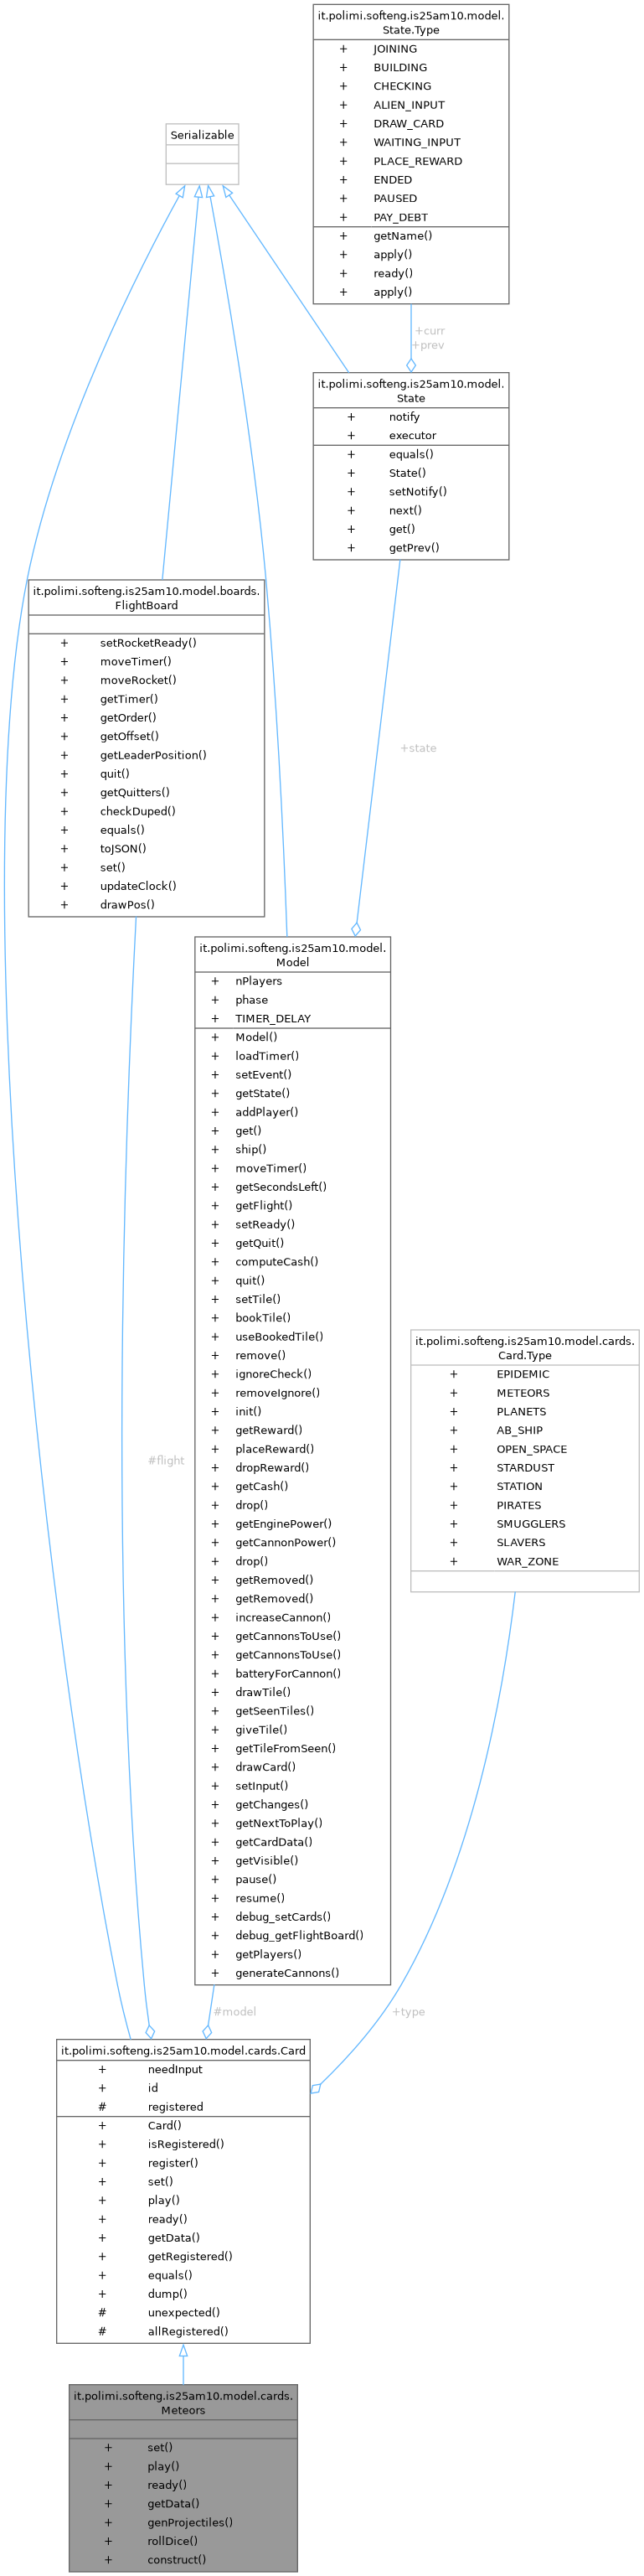 it.polimi.softeng.is25am10.model.
State.Type
+ JOINING
+ BUILDING
+ CHECKING
+ ALIEN_INPUT
+ DRAW_CARD
+ WAITING_INPUT
+ PLACE_REWARD
+ ENDED
+ PAUSED
+ PAY_DEBT
+ getName()
+ apply()
+ ready()
+ apply()
Serializable
+curr
+prev
it.polimi.softeng.is25am10.model.
State
+ notify
+ executor
+ equals()
+ State()
+ setNotify()
+ next()
+ get()
+ getPrev()
it.polimi.softeng.is25am10.model.boards.
FlightBoard
+ setRocketReady()
+ moveTimer()
+ moveRocket()
+ getTimer()
+ getOrder()
+ getOffset()
+ getLeaderPosition()
+ quit()
+ getQuitters()
+ checkDuped()
+ equals()
+ toJSON()
+ set()
+ updateClock()
+ drawPos()
+state
it.polimi.softeng.is25am10.model.
Model
+ nPlayers
+ phase
+ TIMER_DELAY
+ Model()
+ loadTimer()
+ setEvent()
+ getState()
+ addPlayer()
+ get()
+ ship()
+ moveTimer()
+ getSecondsLeft()
+ getFlight()
+ setReady()
+ getQuit()
+ computeCash()
+ quit()
+ setTile()
+ bookTile()
+ useBookedTile()
+ remove()
+ ignoreCheck()
+ removeIgnore()
+ init()
+ getReward()
+ placeReward()
+ dropReward()
+ getCash()
+ drop()
+ getEnginePower()
+ getCannonPower()
+ drop()
+ getRemoved()
+ getRemoved()
+ increaseCannon()
+ getCannonsToUse()
+ getCannonsToUse()
+ batteryForCannon()
+ drawTile()
+ getSeenTiles()
+ giveTile()
+ getTileFromSeen()
+ drawCard()
+ setInput()
+ getChanges()
+ getNextToPlay()
+ getCardData()
+ getVisible()
+ pause()
+ resume()
+ debug_setCards()
+ debug_getFlightBoard()
+ getPlayers()
+ generateCannons()
it.polimi.softeng.is25am10.model.cards.
Card.Type
+ EPIDEMIC
+ METEORS
+ PLANETS
+ AB_SHIP
+ OPEN_SPACE
+ STARDUST
+ STATION
+ PIRATES
+ SMUGGLERS
+ SLAVERS
+ WAR_ZONE
#flight
#model
+type
it.polimi.softeng.is25am10.model.cards.Card
+ needInput
+ id
# registered
+ Card()
+ isRegistered()
+ register()
+ set()
+ play()
+ ready()
+ getData()
+ getRegistered()
+ equals()
+ dump()
# unexpected()
# allRegistered()
it.polimi.softeng.is25am10.model.cards.
Meteors
+ set()
+ play()
+ ready()
+ getData()
+ genProjectiles()
+ rollDice()
+ construct()